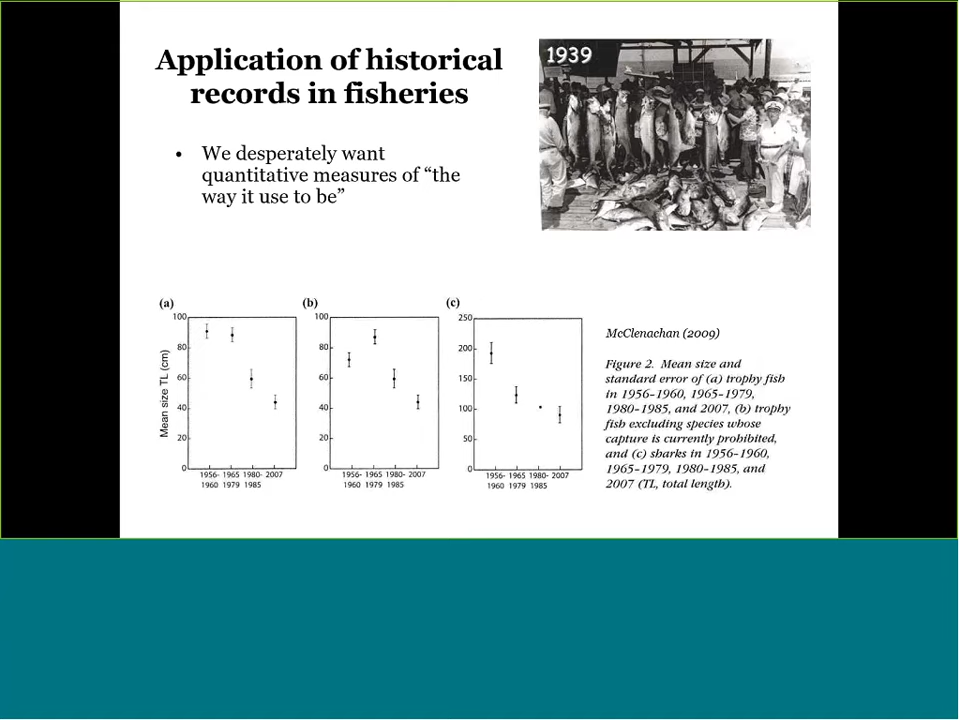 Application of historical
records in fisheries
1939
• We desperately want
quantitative measures of “the
way it use to be”
(a)
(b)
(c)
Mean size TL (cm)
100
80
60
40
20
0
1956- 1965 1980- 2007
1960 1979 1985
100
80
60
40
20
0
1956- 1965 1980- 2007
1960 1979 1985
250
200
150
100
50
0
1956- 1965 1980- 2007
1960 1979 1985
McClenachan (2009)
Figure 2. Mean size and
standard error of (a) trophy fish
in 1956–1960, 1965–1979,
1980–1985, and 2007, (b) trophy
fish excluding species whose
capture is currently prohibited,
and (c) sharks in 1956–1960,
1965–1979, 1980–1985, and
2007 (TL, total length).